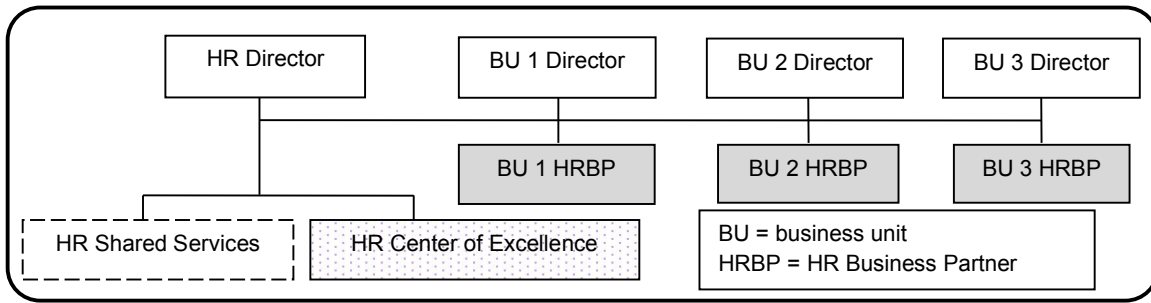 HR Director
BU 1 Director
BU 2 Director
BU 3 Director
BU 1 HRBP
BU 2 HRBP
BU 3 HRBP
HR Shared Services
HR Center of Excellence
BU = business unit
HRBP = HR Business Partner